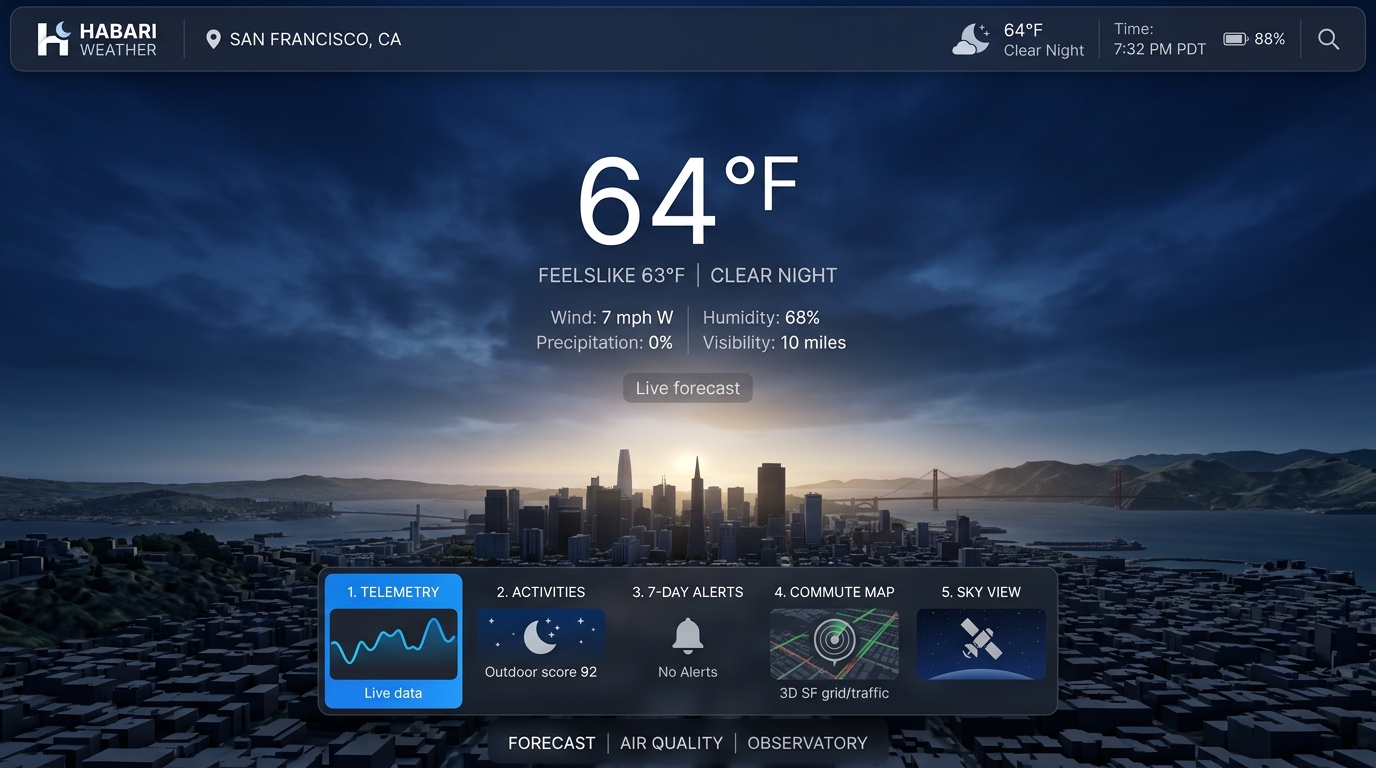 HABARI
WEATHER
SAN FRANCISCO, CA
64°F
Clear Night
Time:
7:32 PM PDT
88%
64°F
FEELSLIKE 63°F | CLEAR NIGHT
Wind: 7 mph W
Humidity: 68%
Precipitation: 0%
Visibility: 10 miles
Live forecast
1. TELEMETRY
Live data
2. ACTIVITIES
Outdoor score 92
3. 7-DAY ALERTS
No Alerts
4. COMMUTE MAP
3D SF grid/traffic
5. SKY VIEW
FORECAST | AIR QUALITY | OBSERVATORY